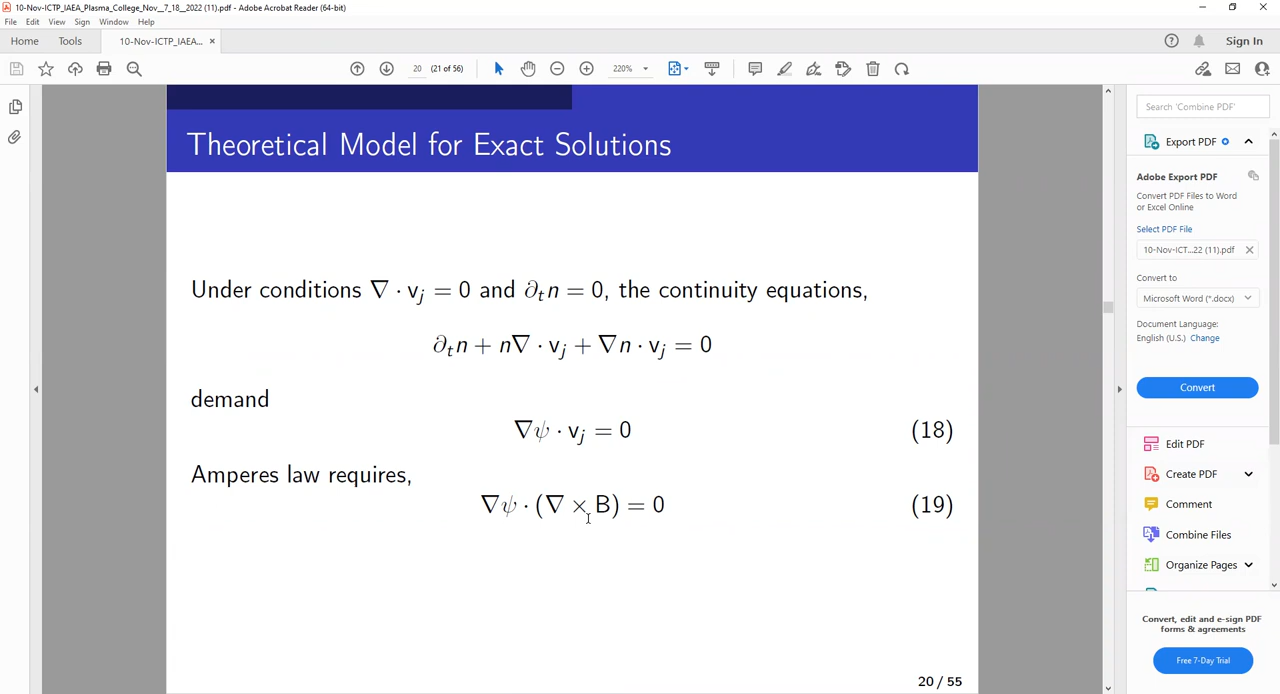 10-Nov-ICTP_IAEA_Plasma_College_Nov__7_18__2022 (11).pdf - Adobe Acrobat Reader (64-bit)
File Edit View Sign Window Help
Home Tools 10-Nov-ICTP_IAEA_... × Sign In
20 (21 of 56) 220%
Theoretical Model for Exact Solutions
Under conditions ∇ · v_j = 0 and ∂_t n = 0, the continuity equations,
∂_t n + n∇ · v_j + ∇n · v_j = 0
demand
∇ψ · v_j = 0 (18)
Amperes law requires,
∇ψ · (∇ × B) = 0 (19)
20 / 55
Search 'Combine PDF'
Export PDF
Adobe Export PDF
Convert PDF Files to Word
or Excel Online
Select PDF File
10-Nov-ICT...22 (11).pdf
Convert to
Microsoft Word (*.docx)
Document Language:
English (U.S.) Change
Convert
Edit PDF
Create PDF
Comment
Combine Files
Organize Pages
Convert, edit and e-sign PDF
forms & agreements
Free 7-Day Trial